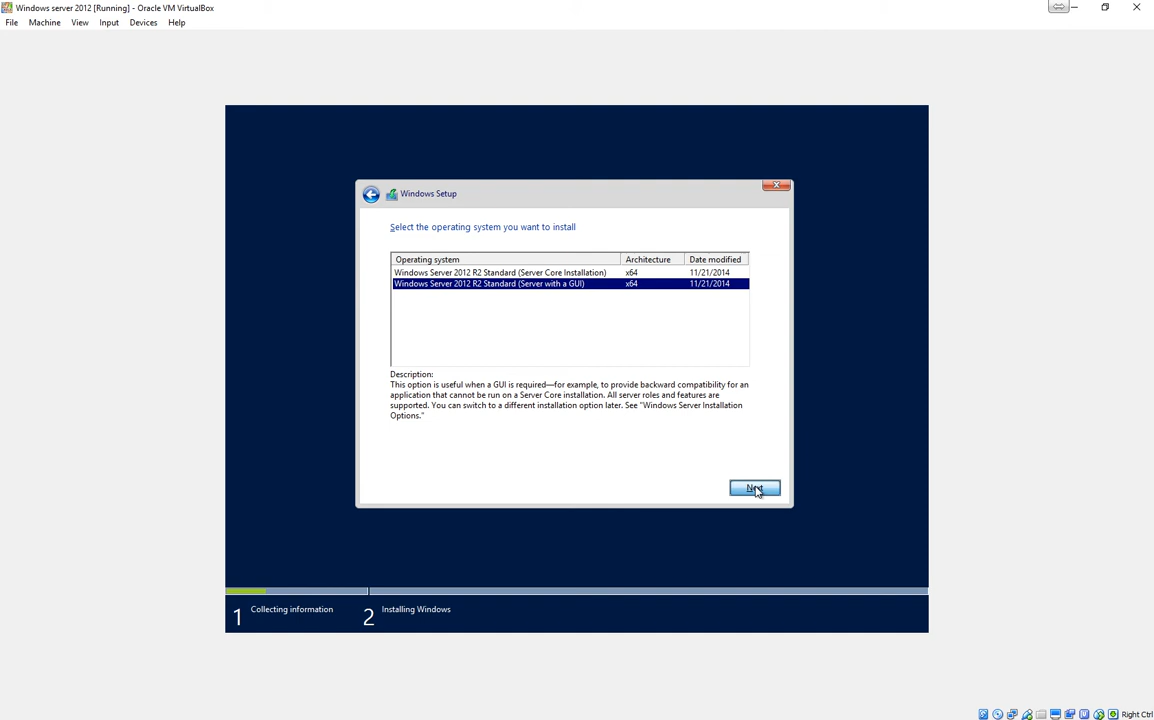 Windows server 2012 [Running] - Oracle VM VirtualBox
File Machine View Input Devices Help
Windows Setup
Select the operating system you want to install
Operating system Architecture Date modified
Windows Server 2012 R2 Standard (Server Core Installation) x64 11/21/2014
Windows Server 2012 R2 Standard (Server with a GUI) x64 11/21/2014
Description:
This option is useful when a GUI is required—for example, to provide backward compatibility for an
application that cannot be run on a Server Core installation. All server roles and features are
supported. You can switch to a different installation option later. See "Windows Server Installation
Options."
Next
1 Collecting information 2 Installing Windows
Right Ctrl